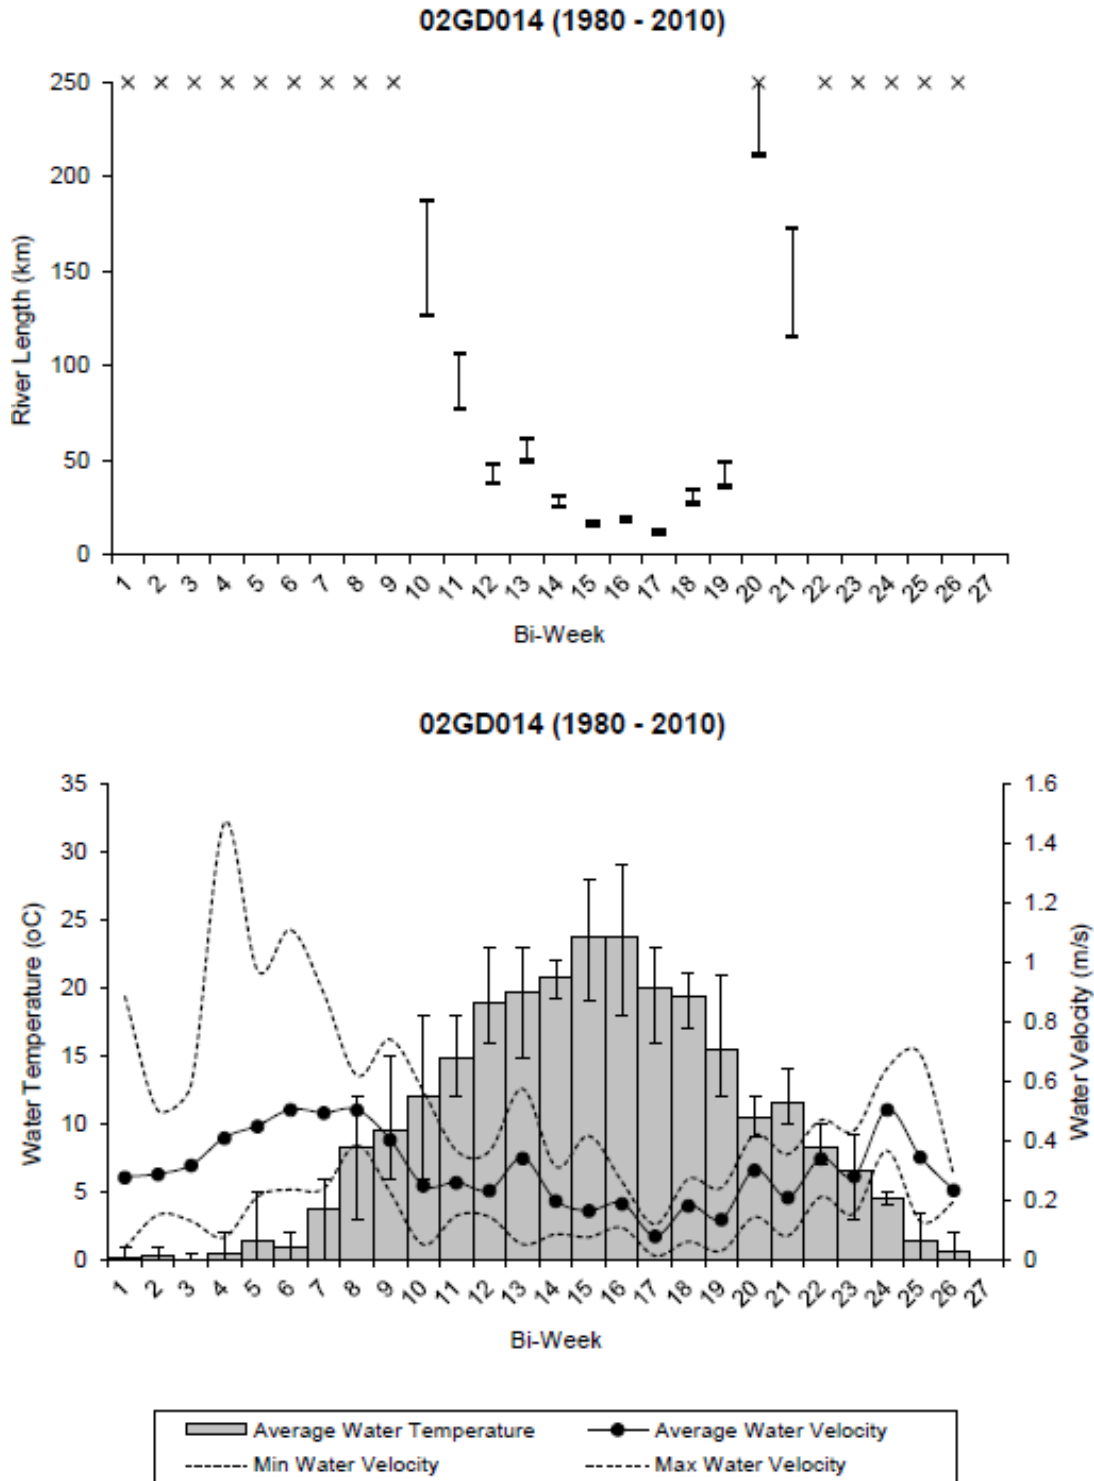 02GD014 (1980 - 2010)
250
200
150
100
50
0
River Length (km)
1 2 3 4 5 6 7 8 9 10 11 12 13 14 15 16 17 18 19 20 21 22 23 24 25 26 27
Bi-Week
02GD014 (1980 - 2010)
35
30
25
20
15
10
5
0
Water Temperature (oC)
1.6
1.4
1.2
1
0.8
0.6
0.4
0.2
0
Water Velocity (m/s)
1 2 3 4 5 6 7 8 9 10 11 12 13 14 15 16 17 18 19 20 21 22 23 24 25 26 27
Bi-Week
Average Water Temperature Average Water Velocity
Min Water Velocity Max Water Velocity